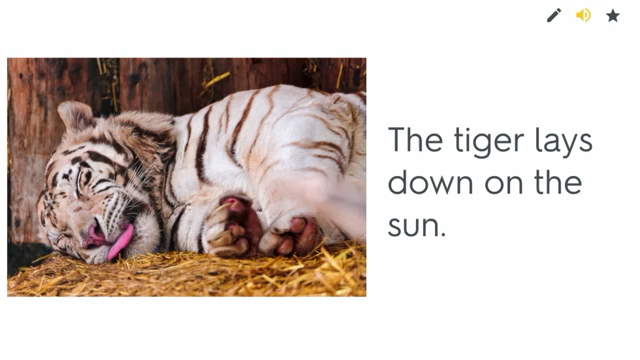 The tiger lays
down on the
sun.